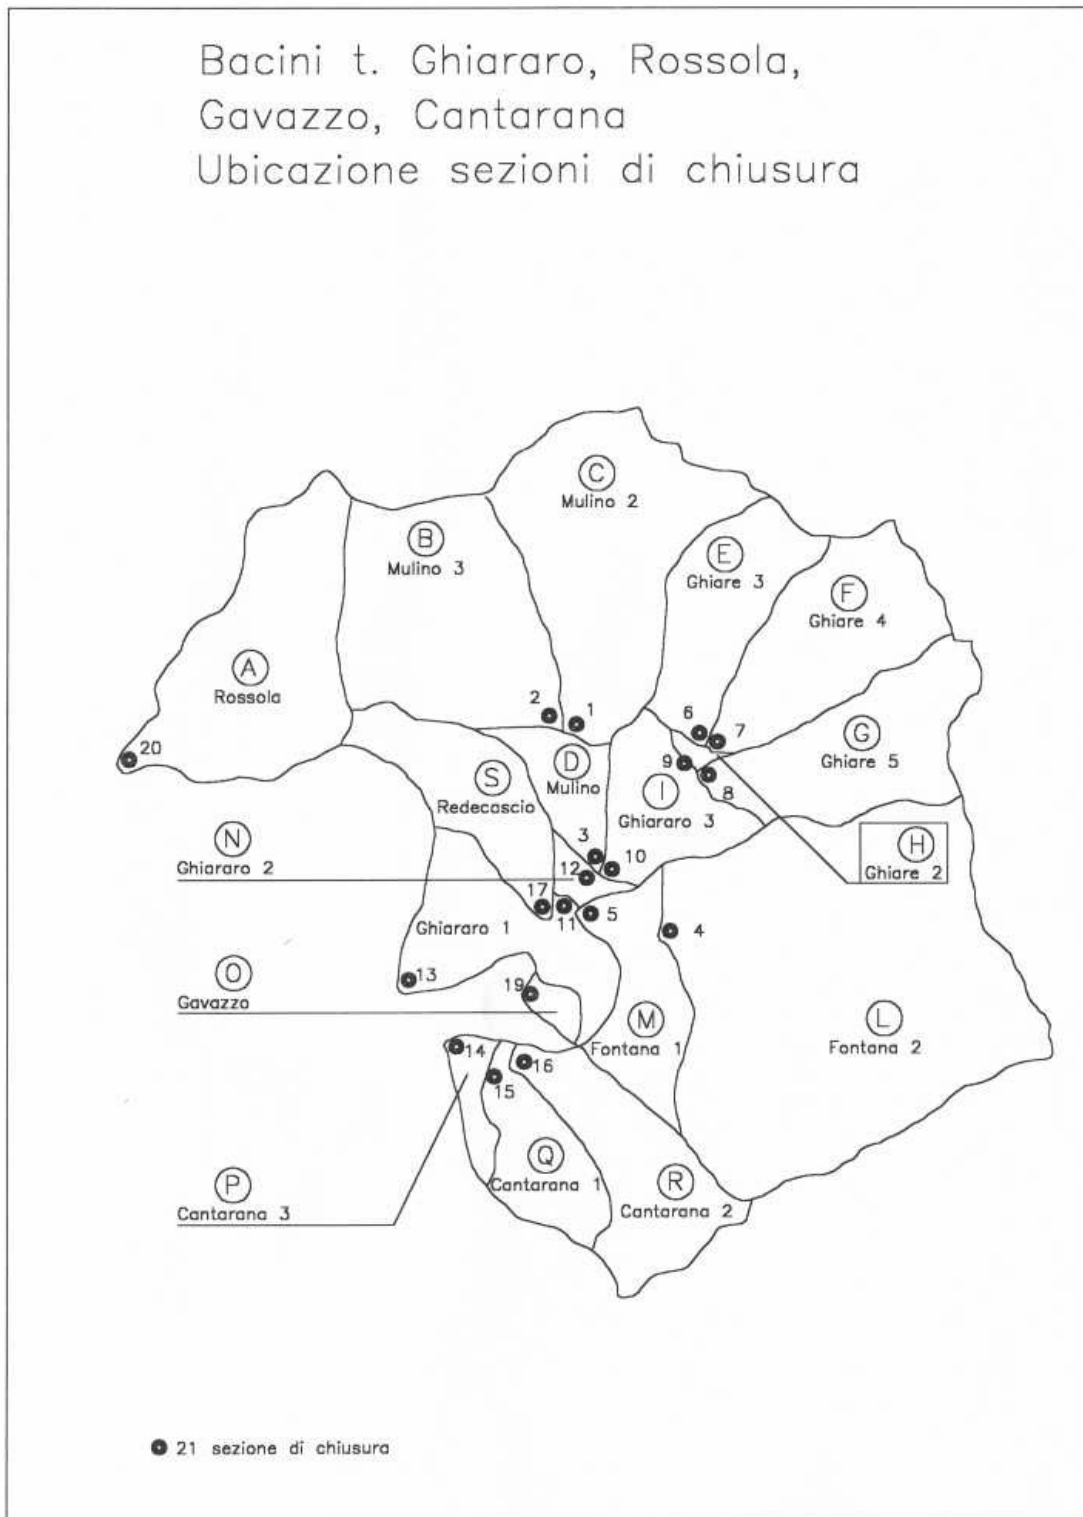 Bacini t. Ghiararo, Rossola,
Gavazzo, Cantarana
Ubicazione sezioni di chiusura
C
Mulino 2
B
Mulino 3
E
Ghiare 3
F
Ghiare 4
A
Rossola
2
1
6
7
20
G
Ghiare 5
D
Mulino
S
Redecascio
9
8
I
Ghiararo 3
N
Ghiararo 2
H
Ghiare 2
3
10
12
17
11
5
4
Ghiararo 1
13
O
Gavazzo
19
M
Fontana 1
L
Fontana 2
14
16
15
Q
Cantarana 1
R
Cantarana 2
P
Cantarana 3
21 sezione di chiusura